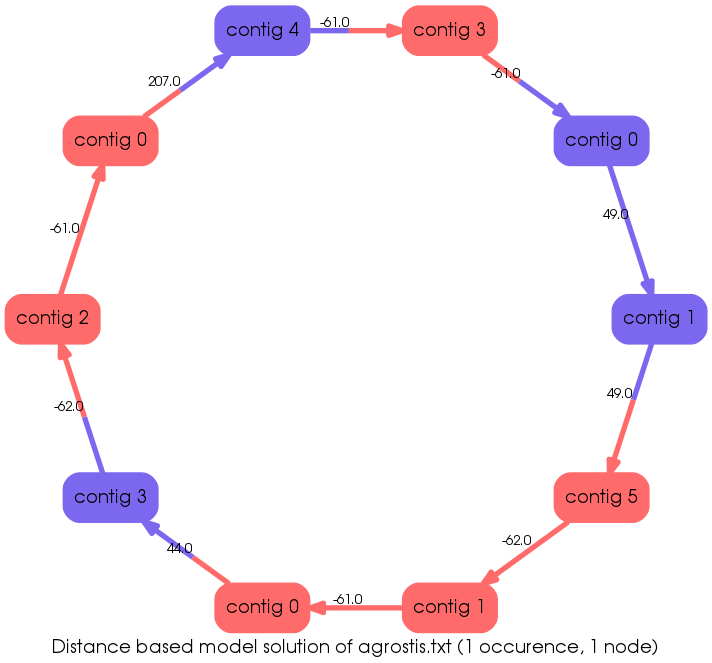 contig 4
-61.0
contig 3
207.0
-61.0
contig 0
contig 0
-61.0
49.0
contig 2
contig 1
-62.0
49.0
contig 3
contig 5
44.0
-62.0
contig 0
-61.0
contig 1
Distance based model solution of agrostis.txt (1 occurence, 1 node)